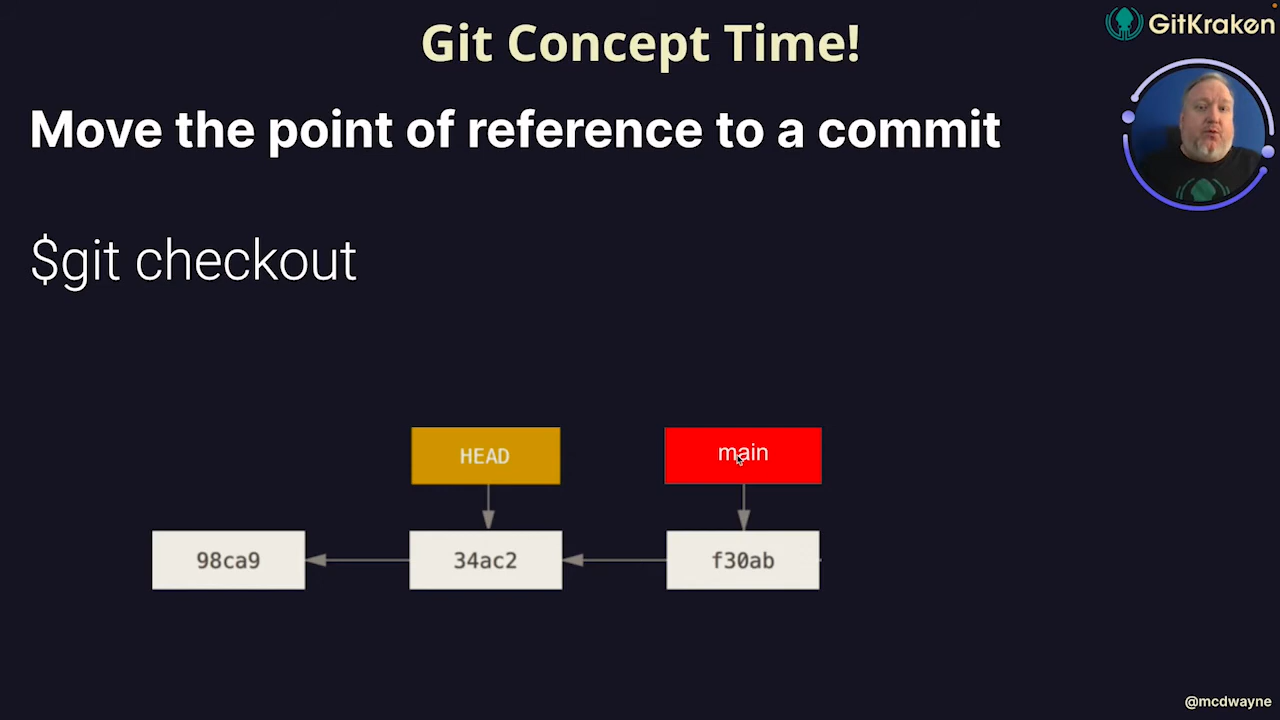 Git Concept Time!
GitKraken
Move the point of reference to a commit
$git checkout
HEAD
main
98ca9
34ac2
f30ab
@mcdwayne